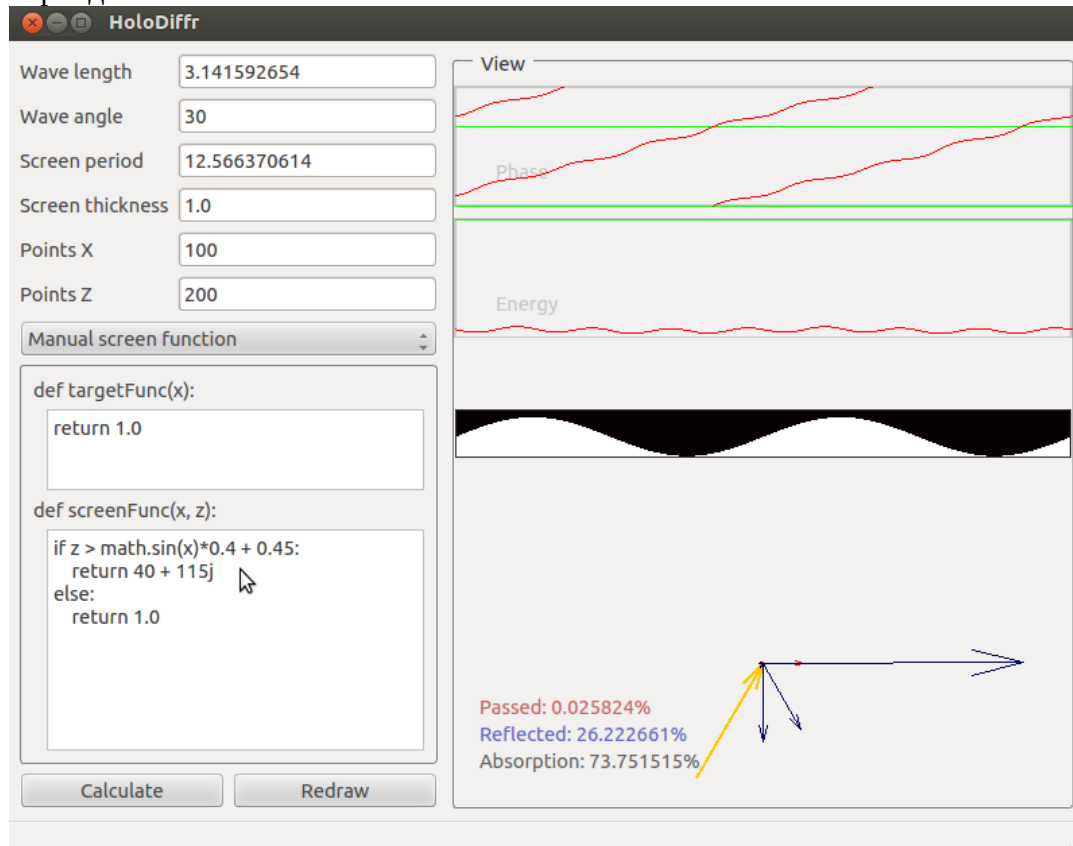 HoloDiffr
Wave length 3.141592654
Wave angle 30
Screen period 12.566370614
Screen thickness 1.0
Points X 100
Points Z 200
Manual screen function
def targetFunc(x):
return 1.0
def screenFunc(x, z):
if z > math.sin(x)*0.4 + 0.45:
return 40 + 115j
else:
return 1.0
Calculate Redraw
View
Phase
Energy
Passed: 0.025824%
Reflected: 26.222661%
Absorption: 73.751515%